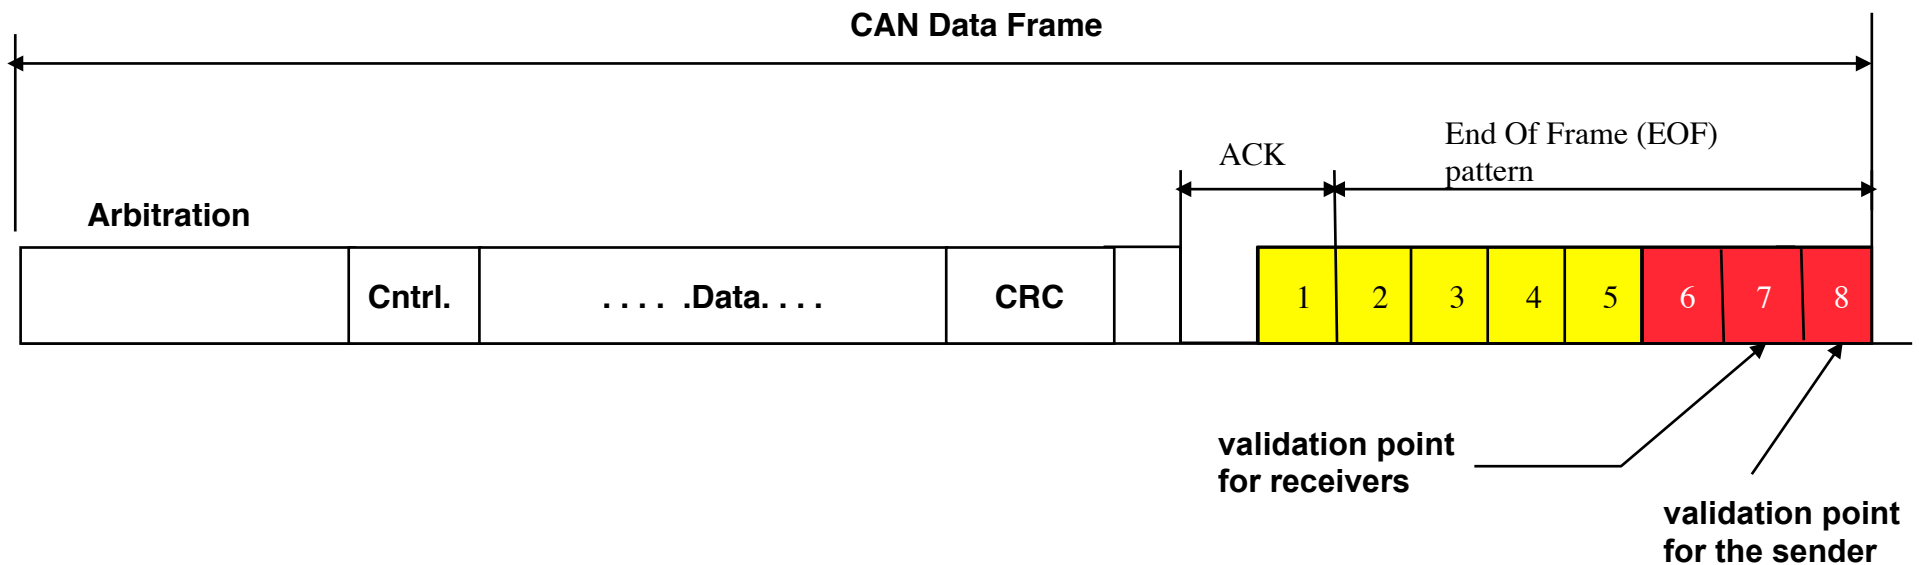 CAN Data Frame
End Of Frame (EOF)
ACK
pattern
Arbitration
Cntrl.
. . . . .Data. . . .
CRC
1 2 3 4 5 6 7 8
validation point
for receivers
validation point
for the sender